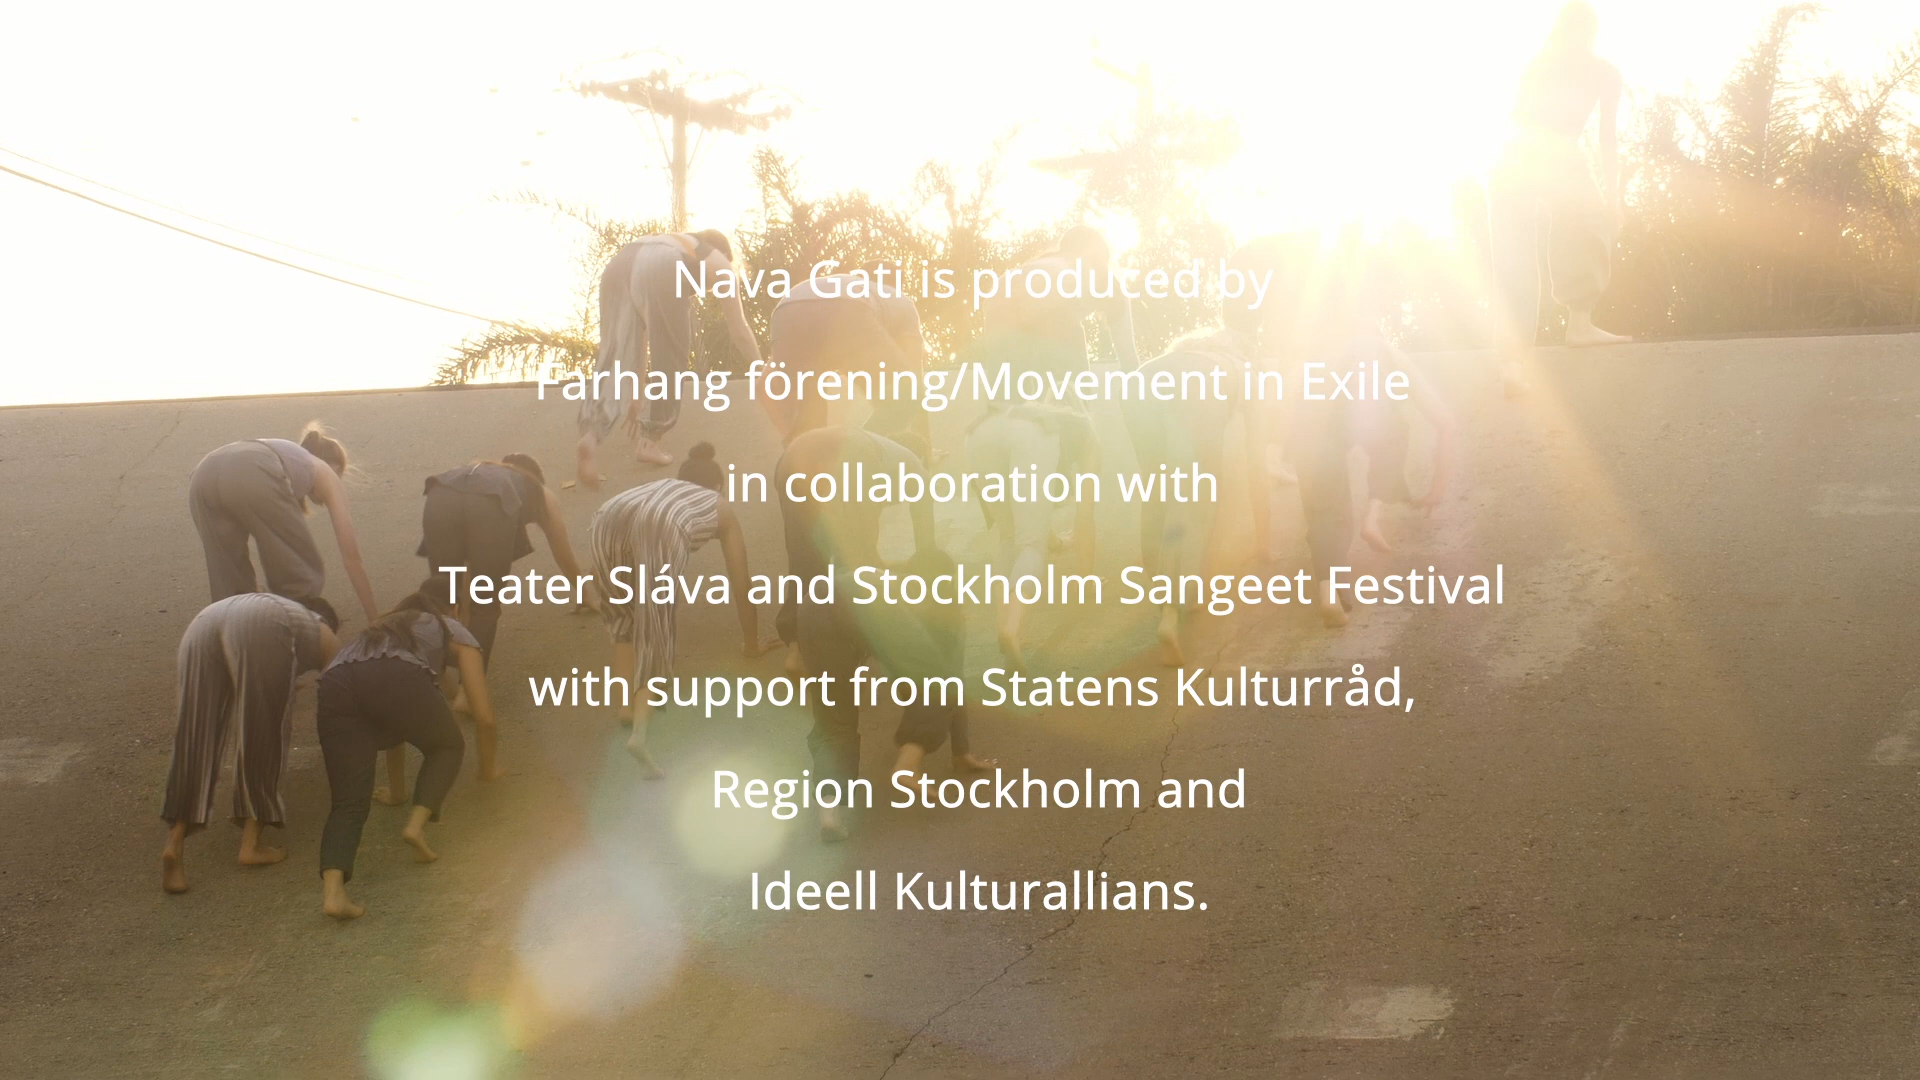 Nava Gati is produced by
Farhang förening/Movement in Exile
in collaboration with
Teater Sláva and Stockholm Sangeet Festival
with support from Statens Kulturråd,
Region Stockholm and
Ideell Kulturallians.